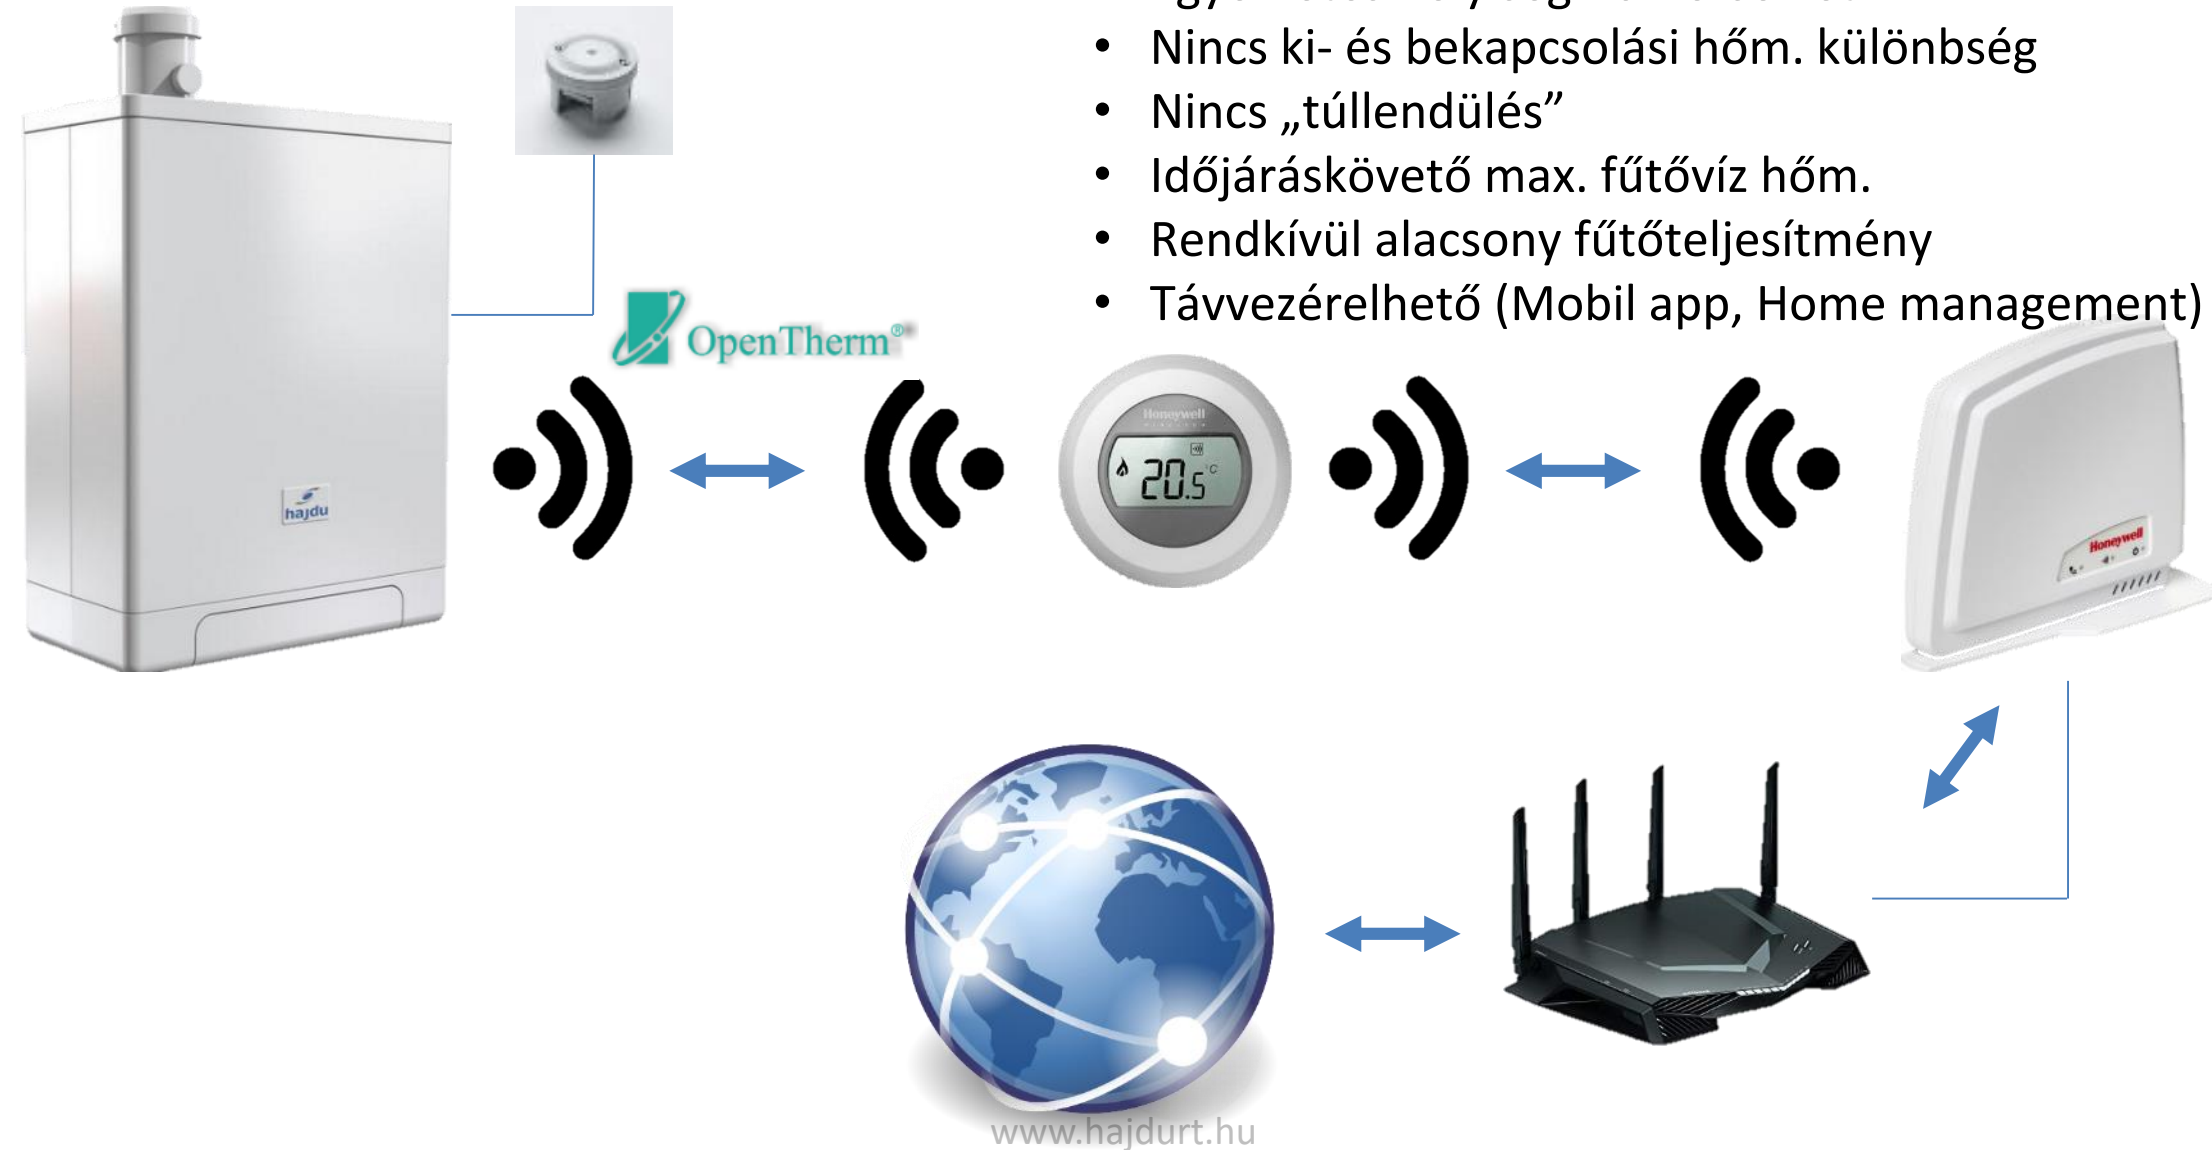 • Nincs ki- és bekapcsolási hőm. különbség
• Nincs „túllendülés”
• Időjáráskövető max. fűtővíz hőm.
• Rendkívül alacsony fűtőteljesítmény
• Távvezérelhető (Mobil app, Home management)
OpenTherm®
Honeywell
20.5 °C
hajdu
Honeywell
www.hajdurt.hu